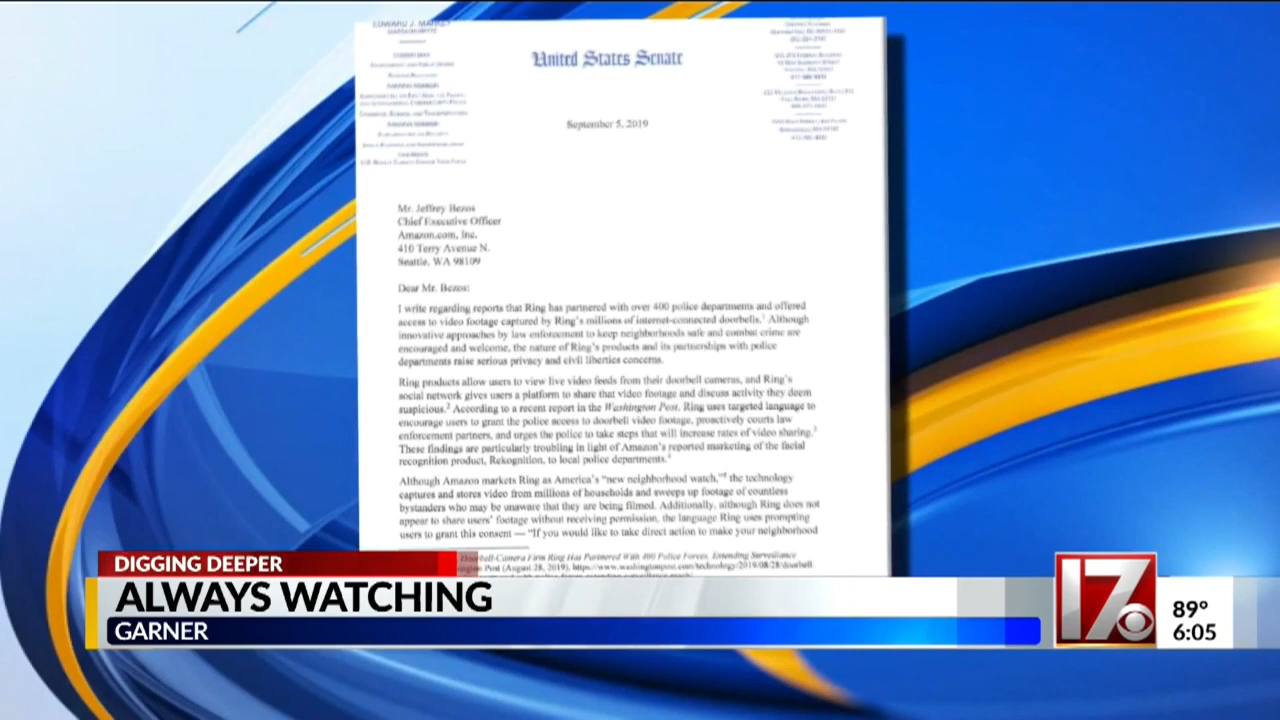 EDWARD J. MARKEY
MASSACHUSETTS
United States Senate
September 5, 2019
Mr. Jeffrey Bezos
Chief Executive Officer
Amazon.com, Inc.
410 Terry Avenue N.
Seattle, WA 98109
Dear Mr. Bezos:
I write regarding reports that Ring has partnered with over 400 police departments and offered
access to video footage captured by Ring's millions of internet-connected doorbells.¹ Although
innovative approaches by law enforcement to keep neighborhoods safe and combat crime are
encouraged and welcome, the nature of Ring's products and its partnerships with police
departments raise serious privacy and civil liberties concerns.
Ring products allow users to view live video feeds from their doorbell cameras, and Ring's
social network gives users a platform to share that video footage and discuss activity they deem
suspicious.² According to a recent report in the Washington Post, Ring uses targeted language to
encourage users to grant the police access to doorbell video footage, proactively courts law
enforcement partners, and urges the police to take steps that will increase rates of video sharing.³
These findings are particularly troubling in light of Amazon's reported marketing of the facial
recognition product, Rekognition, to local police departments.⁴
Although Amazon markets Ring as America's "new neighborhood watch," the technology
captures and stores video from millions of households and sweeps up footage of countless
bystanders who may be unaware that they are being filmed. Additionally, although Ring does not
appear to share users' footage without receiving permission, the language Ring uses prompting
users to grant this consent — "If you would like to take direct action to make your neighborhood
Doorbell-Camera Firm Ring Has Partnered With 400 Police Forces, Extending Surveillance
Post (August 28, 2019), https://www.washingtonpost.com/technology/2019/08/28/doorbell-
DIGGING DEEPER
ALWAYS WATCHING
GARNER
17
89°
6:05